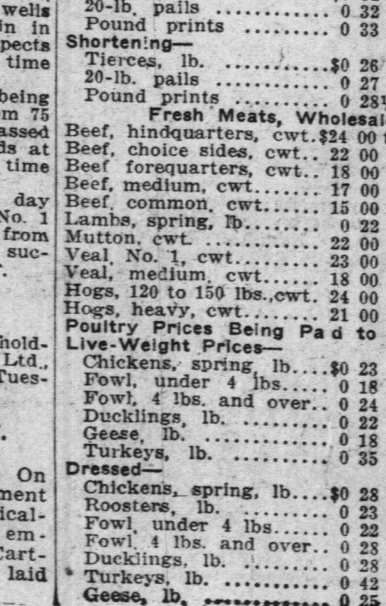 wells
in in
pects
time
being
m 75
assed
ds at
time
day
No. 1
from
suc-
r.
hold-
Ltd.,
Tues-
On
ment
ical-
em-
Cart-
laid
20-lb. pails ............ 0 32
Pound prints ............ 0 33
Shortening—
Tierces, lb. ............ $0 26
20-lb. pails ............ 0 27
Pound prints ............ 0 28
Fresh Meats, Wholesal
Beef, hindquarters, cwt. $24 00
Beef, choice sides, cwt.. 22 00
Beef forequarters, cwt.. 18 00
Beef, medium, cwt....... 17 00
Beef, common, cwt...... 15 00
Lambs, spring, lb........ 0 22
Mutton, cwt. ............ 22 00
Veal, No. 1, cwt........ 23 00
Veal, medium, cwt...... 18 00
Hogs, 120 to 150 lbs.,cwt. 24 00
Hogs, heavy, cwt....... 21 00
Poultry Prices Being Pa d to
Live-Weight Prices—
Chickens, spring, lb.... $0 23
Fowl, under 4 lbs..... 0 18
Fowl, 4 lbs. and over.. 0 24
Ducklings, lb. .......... 0 22
Geese, lb. .............. 0 18
Turkeys, lb. ............ 0 35
Dressed—
Chickens, spring, lb....$0 28
Roosters, lb. ........... 0 23
Fowl, under 4 lbs...... 0 22
Fowl, 4 lbs. and over.. 0 28
Ducklings, lb. .......... 0 28
Turkeys, lb. ............ 0 42
Geese, lb. .............. 0 25